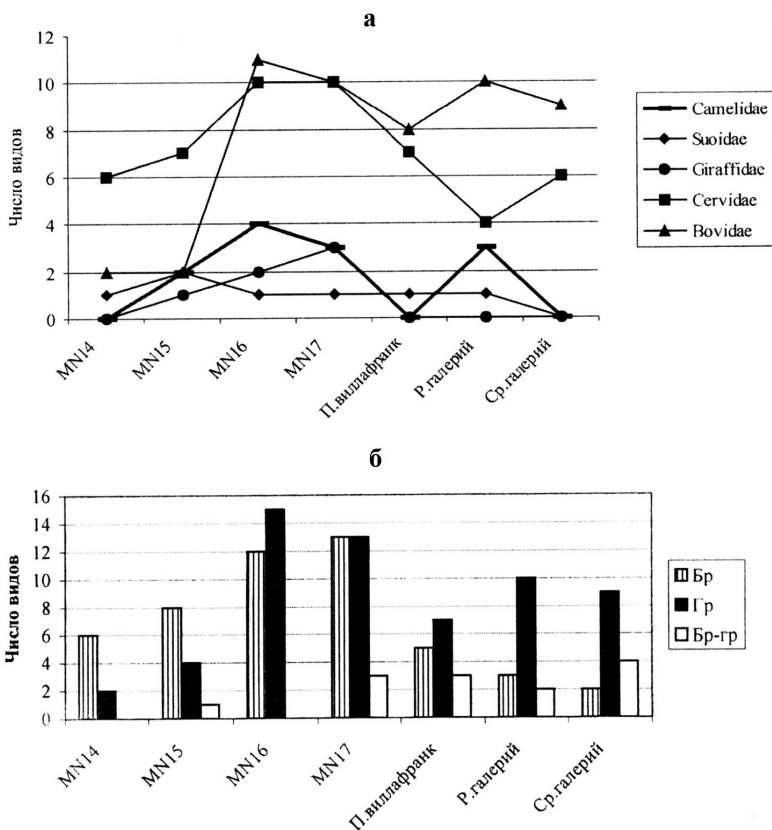 а
12
10
8
6
4
2
0
Число видов
MN14
MN15
MN16
MN17
П.виллафранк
Р.галерий
Ср.галерий
Camelidae
Suoidae
Giraffidae
Cervidae
Bovidae
б
16
14
12
10
8
6
4
2
0
Число видов
MN14
MN15
MN16
MN17
П.виллафранк
Р.галерий
Ср.галерий
Бр
Гр
Бр-гр